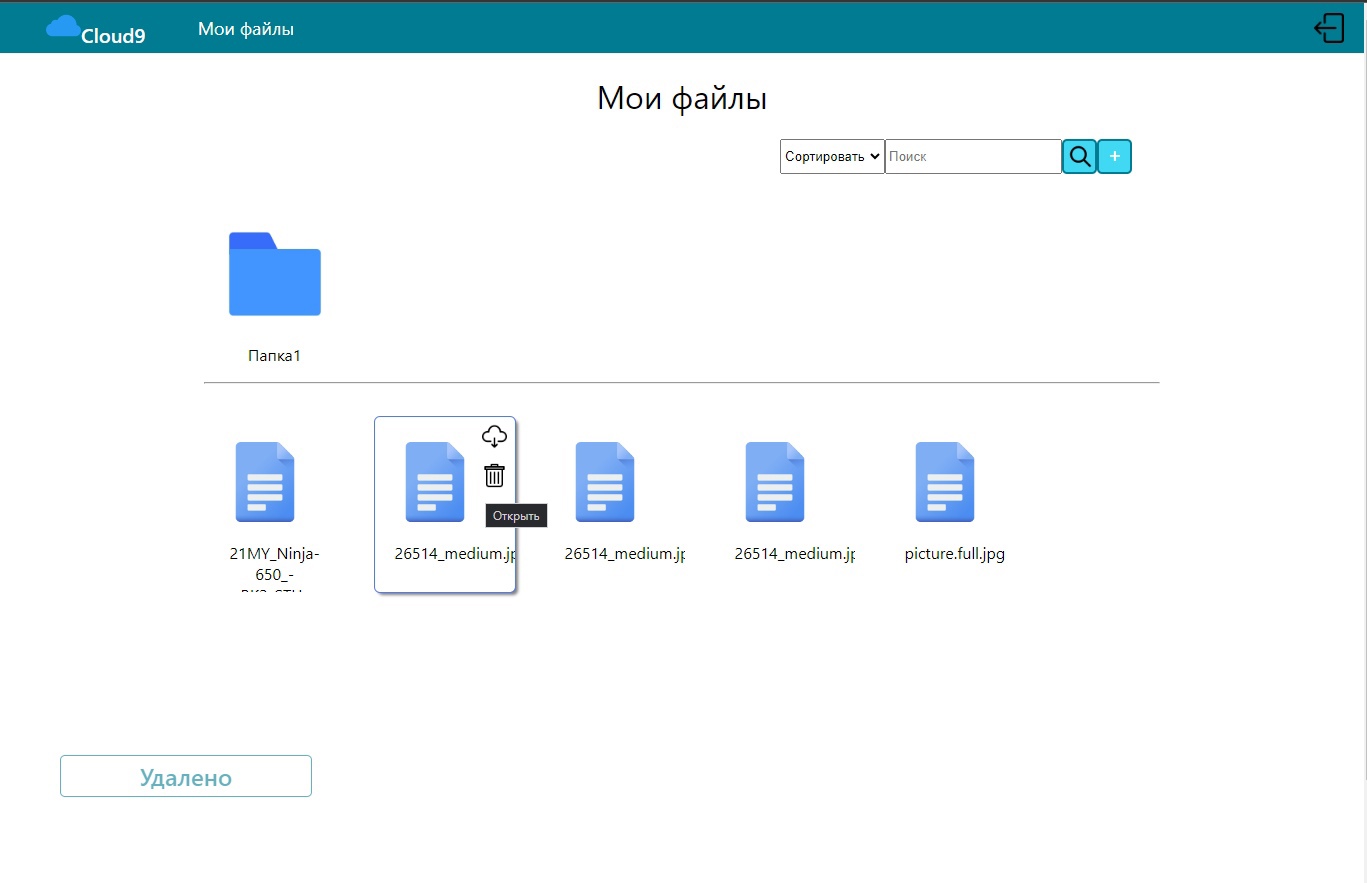 Cloud9
Мои файлы
Мои файлы
Сортировать
Поиск
+
Папка1
Открыть
21MY_Ninja-
650_-
26514_medium.jp
26514_medium.jp
26514_medium.jp
picture.full.jpg
Удалено